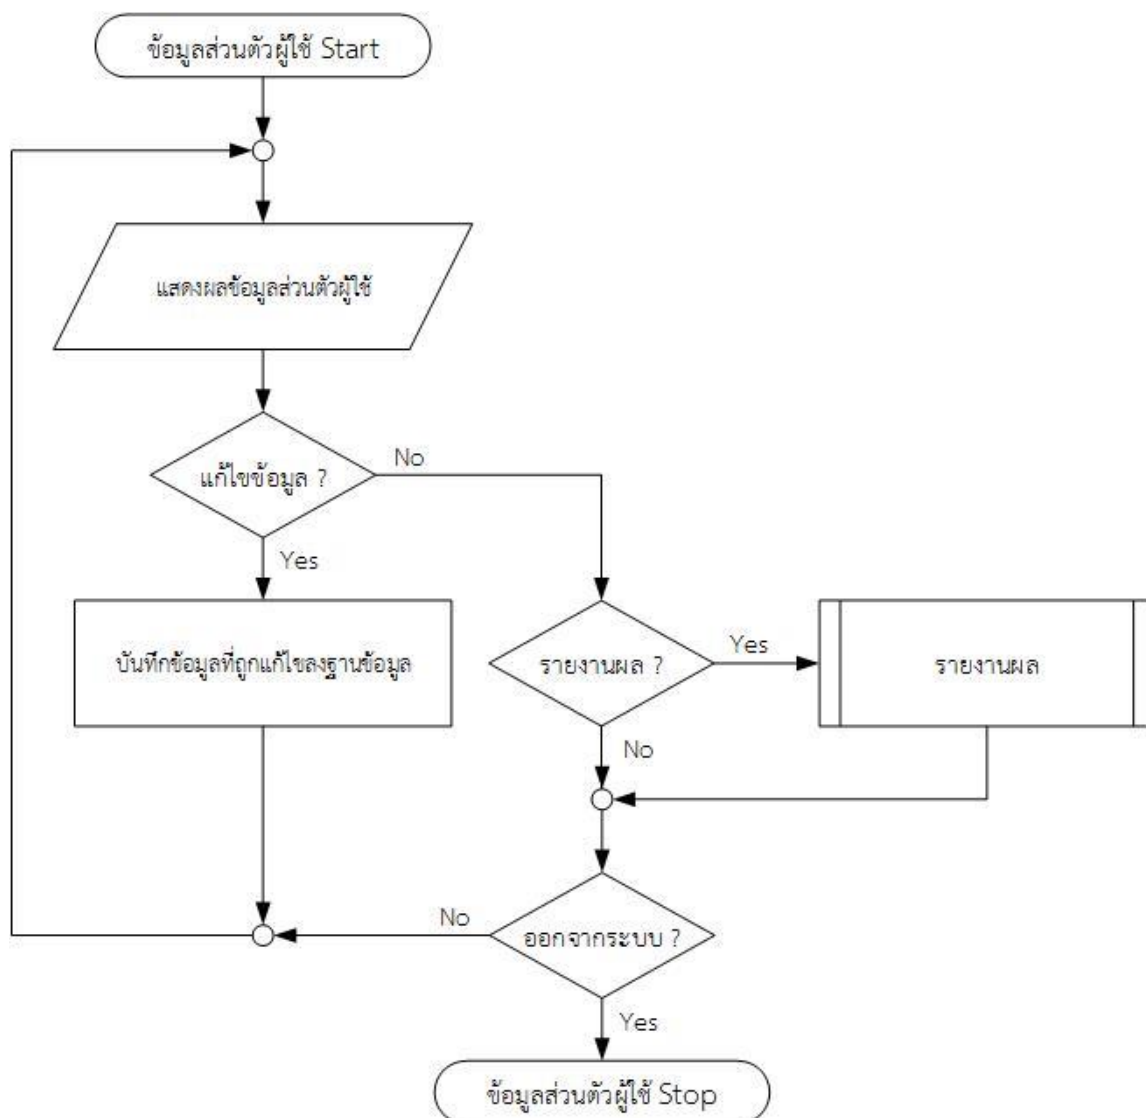 ข้อมูลส่วนตัวผู้ใช้ Start
แสดงผลข้อมูลส่วนตัวผู้ใช้
แก้ไขข้อมูล ?
No
Yes
บันทึกข้อมูลที่ถูกแก้ไขลงฐานข้อมูล
รายงานผล ?
Yes
รายงานผล
No
ออกจากระบบ ?
No
Yes
ข้อมูลส่วนตัวผู้ใช้ Stop